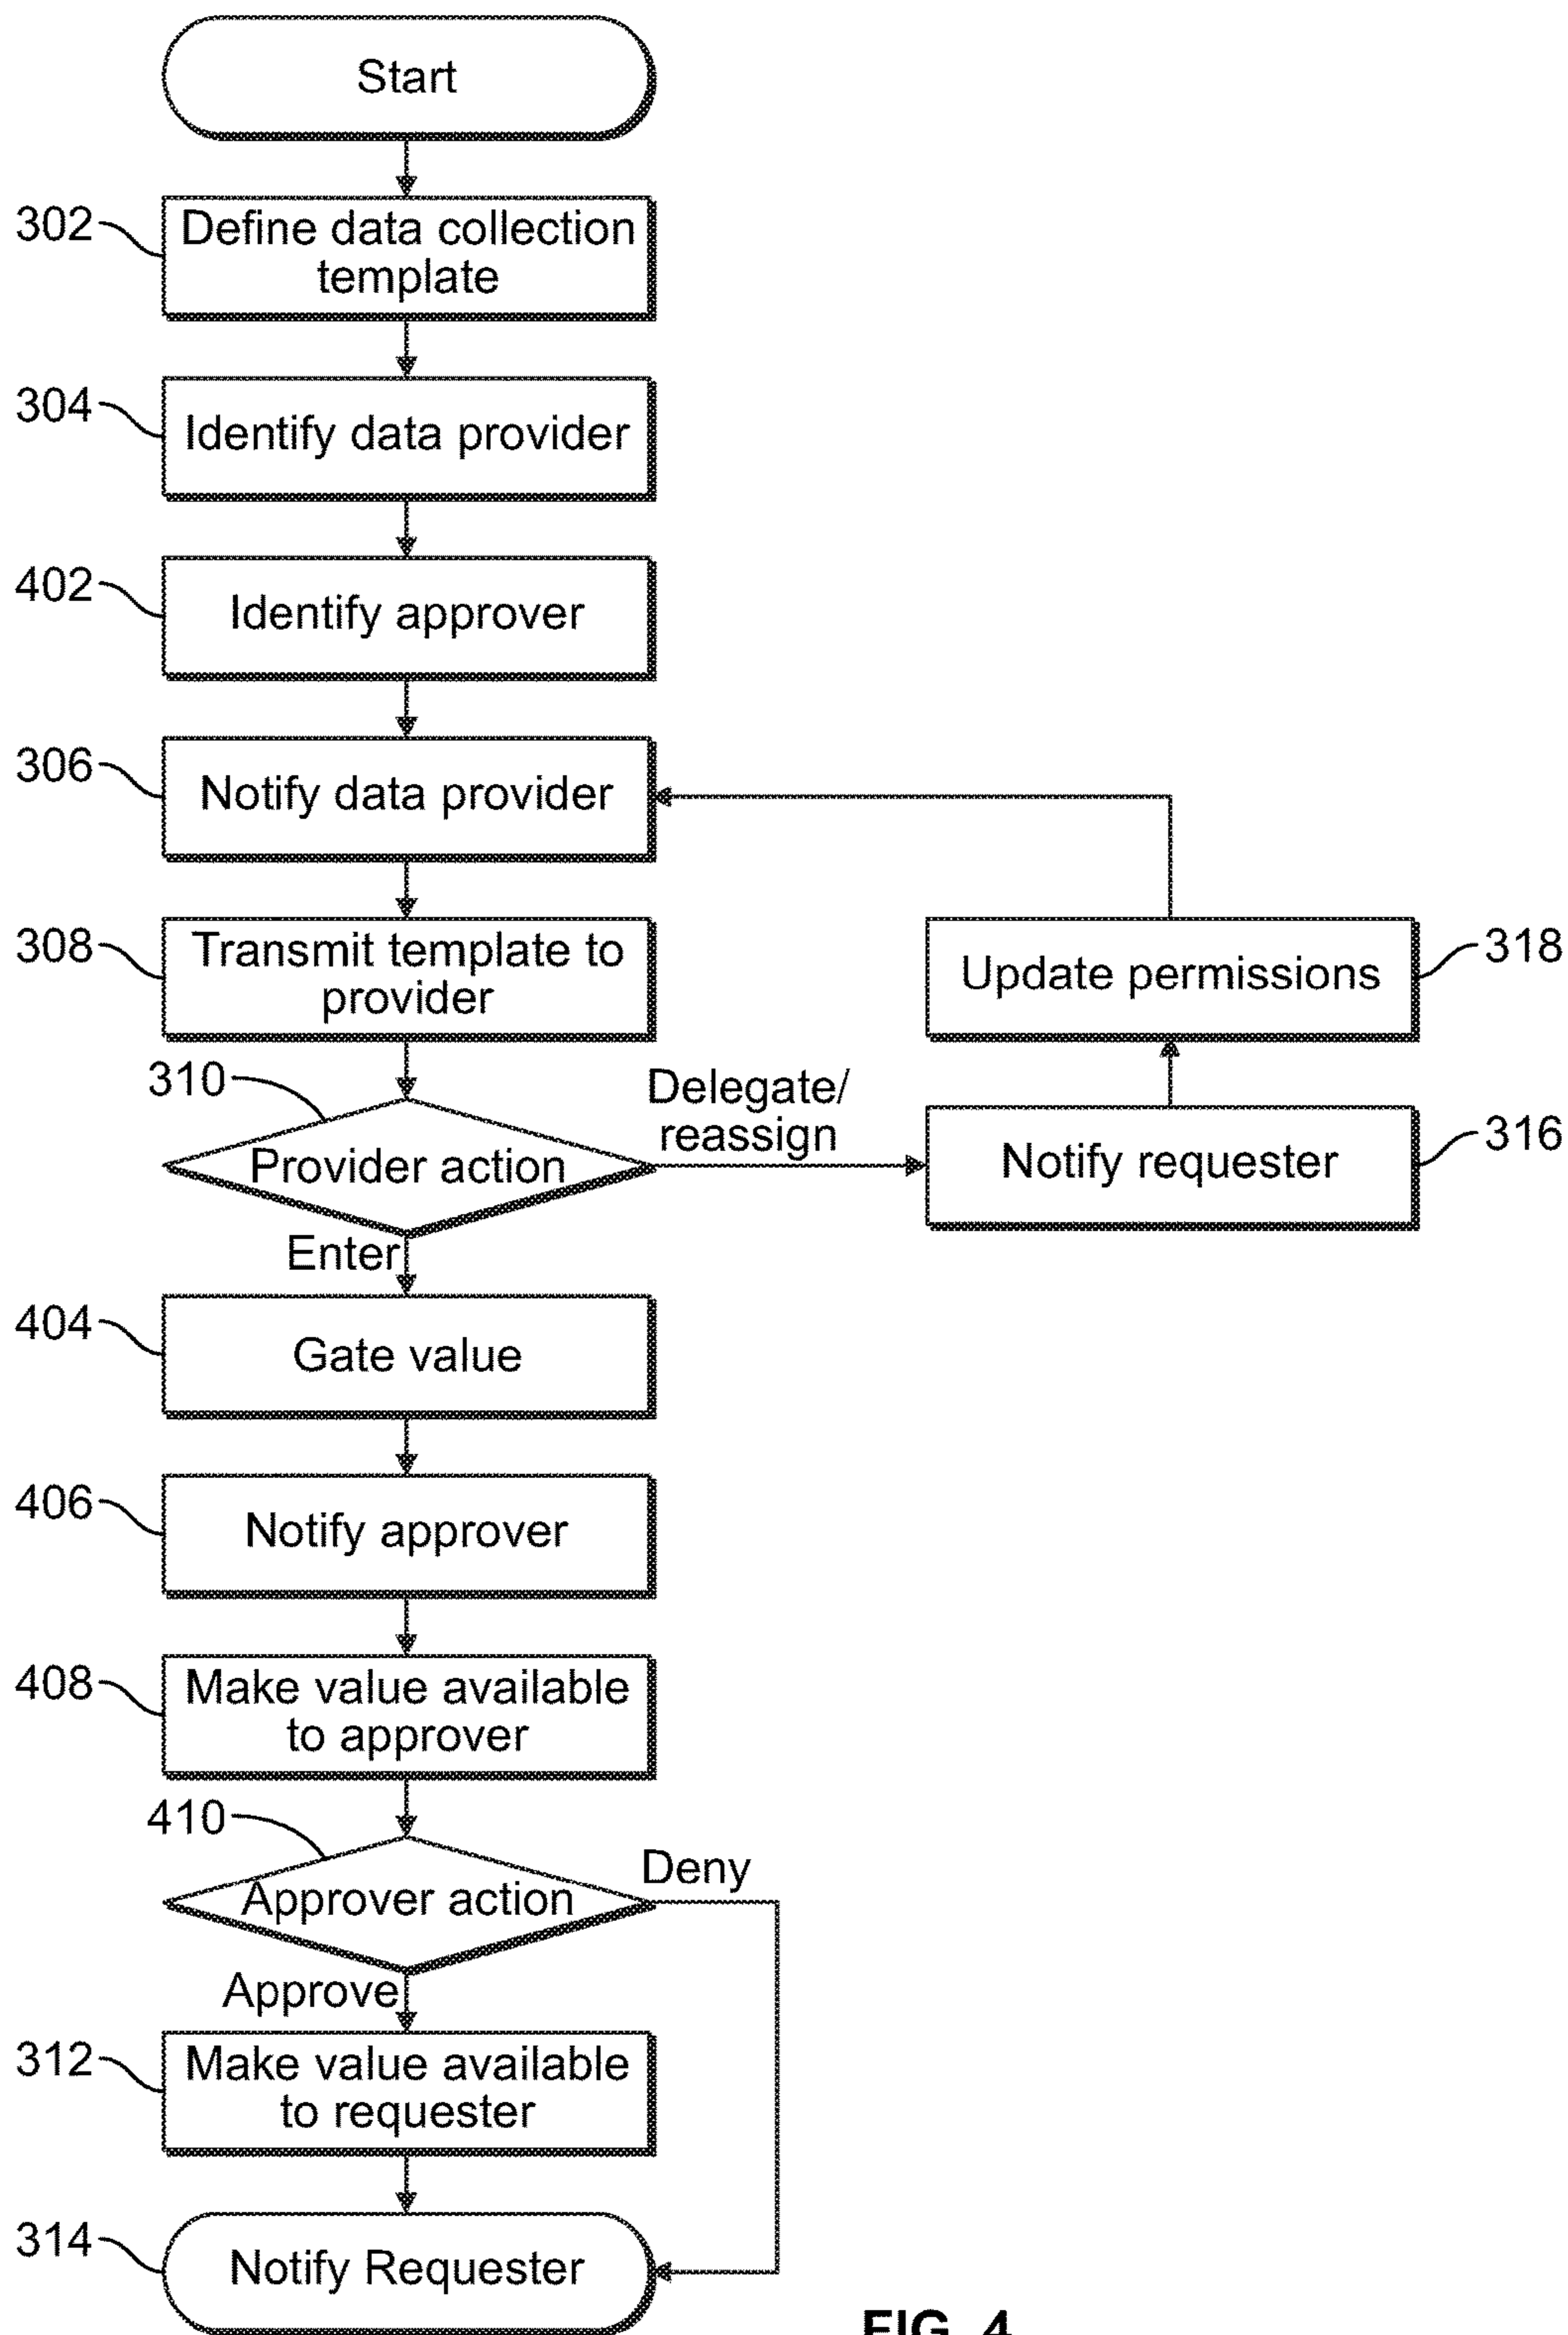 Start
302
Define data collection
template
304
Identify data provider
402
Identify approver
306
Notify data provider
308
Transmit template to
provider
318
Update permissions
310
Provider action
Delegate/
reassign
316
Notify requester
Enter
404
Gate value
406
Notify approver
408
Make value available
to approver
410
Approver action
Deny
Approve
312
Make value available
to requester
314
Notify Requester
FIG. 4